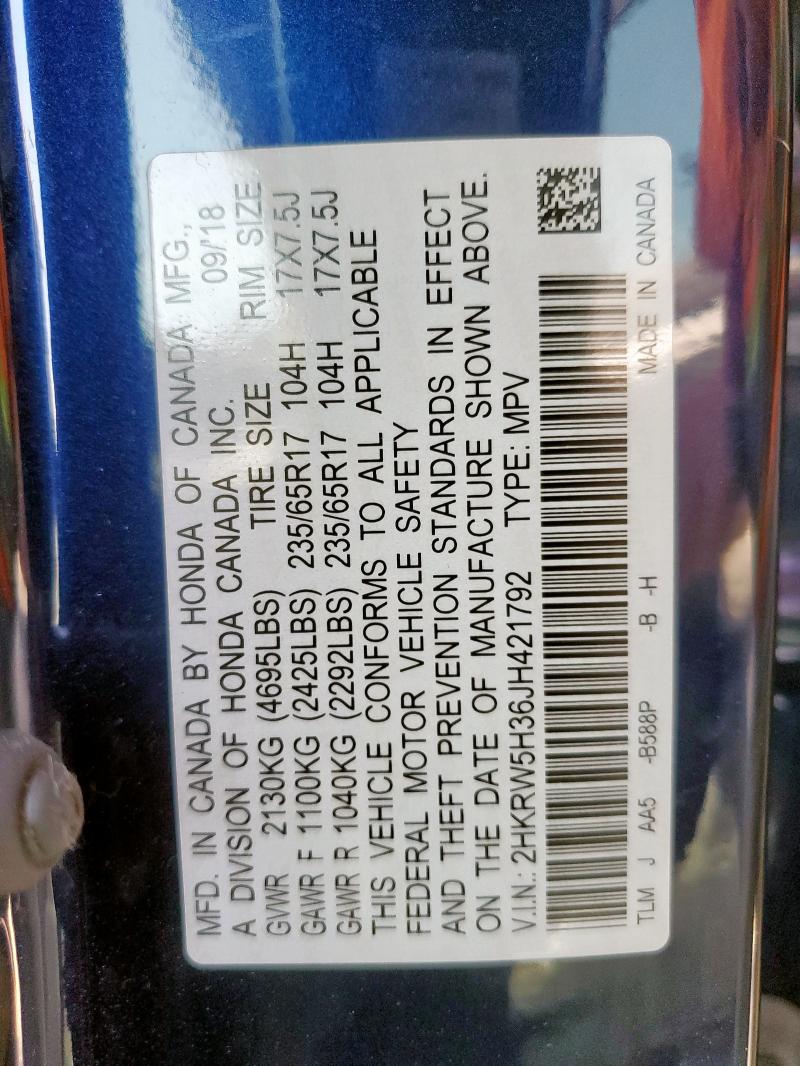 MFD. IN CANADA BY HONDA OF CANADA MFG.,
A DIVISION OF HONDA CANADA INC. 09/'18
GVWR 2130KG (4695LBS) TIRE SIZE RIM SIZE
GAWR F 1100KG (2425LBS) 235/65R17 104H 17X7.5J
GAWR R 1040KG (2292LBS) 235/65R17 104H 17X7.5J
THIS VEHICLE CONFORMS TO ALL APPLICABLE
FEDERAL MOTOR VEHICLE SAFETY
AND THEFT PREVENTION STANDARDS IN EFFECT
ON THE DATE OF MANUFACTURE SHOWN ABOVE.
V.I.N.: 2HKRW5H36JH421792 TYPE: MPV
TLM J AA5 -B588P -B -H MADE IN CANADA